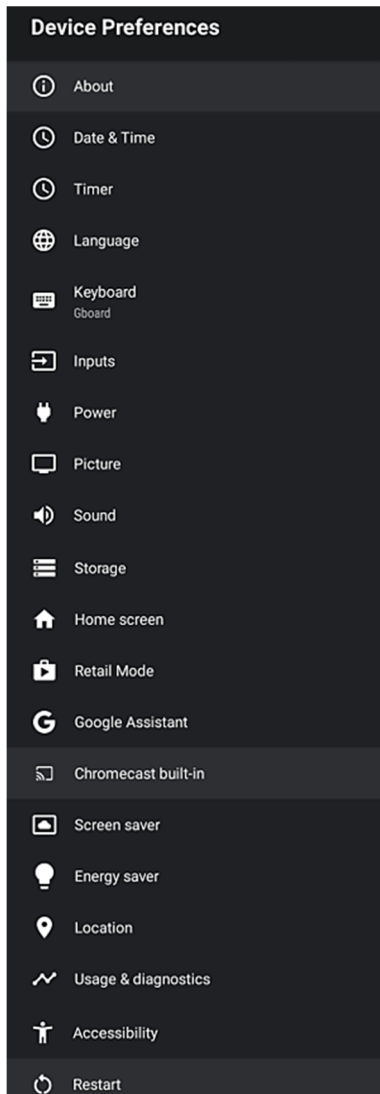 Device Preferences
About
Date & Time
Timer
Language
Keyboard
Gboard
Inputs
Power
Picture
Sound
Storage
Home screen
Retail Mode
Google Assistant
Chromecast built-in
Screen saver
Energy saver
Location
Usage & diagnostics
Accessibility
Restart